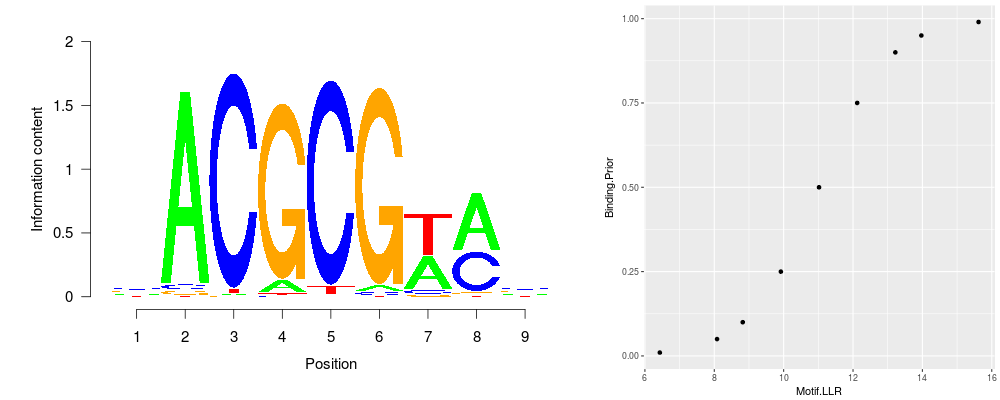 2
1.5
1
0.5
0
Information content
ACGCGTA
AC
1 2 3 4 5 6 7 8 9
Position
1.00
0.75
0.50
0.25
0.00
Binding.Prior
6 8 10 12 14 16
Motif.LLR